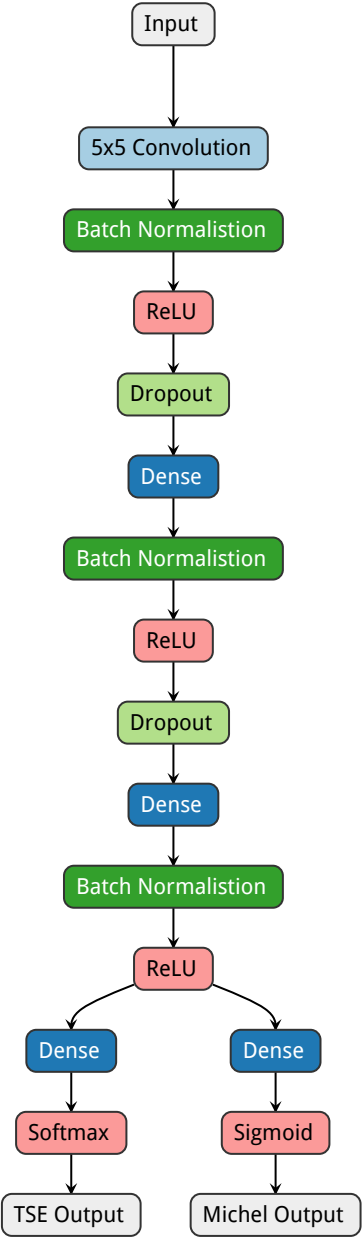 Input
5x5 Convolution
Batch Normalistion
ReLU
Dropout
Dense
Batch Normalistion
ReLU
Dropout
Dense
Batch Normalistion
ReLU
Dense
Dense
Softmax
Sigmoid
TSE Output
Michel Output